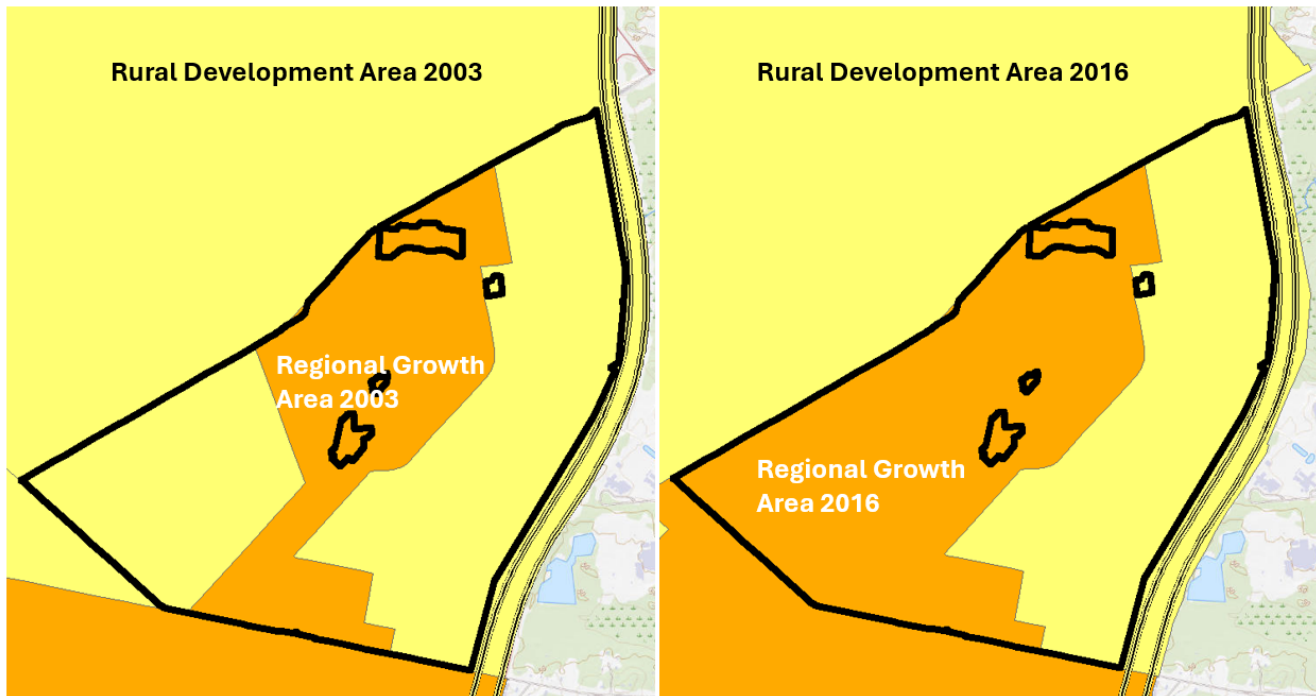 Rural Development Area 2003
Regional Growth
Area 2003
Rural Development Area 2016
Regional Growth
Area 2016